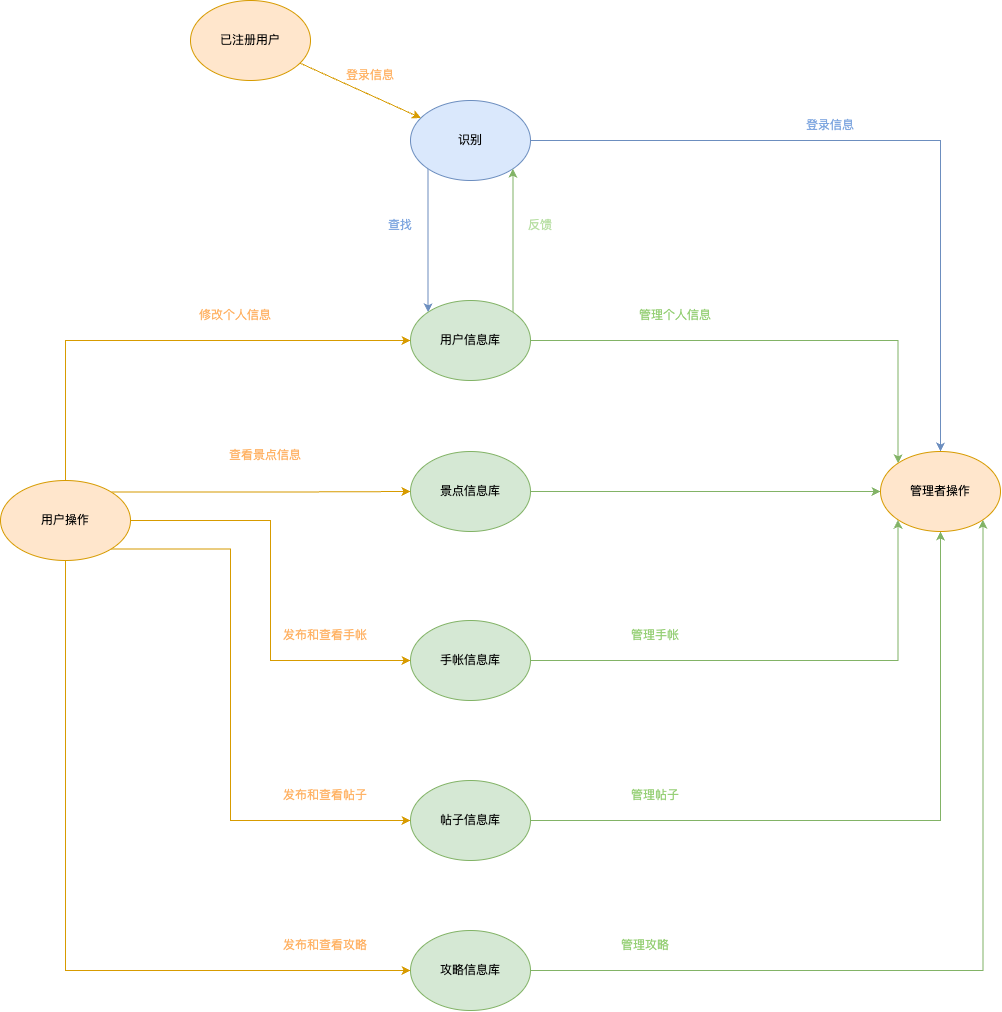 已注册用户
登录信息
登录信息
识别
查找
反馈
修改个人信息
管理个人信息
用户信息库
查看景点信息
景点信息库
管理者操作
用户操作
发布和查看手帐
管理手帐
手帐信息库
发布和查看帖子
管理帖子
帖子信息库
发布和查看攻略
管理攻略
攻略信息库